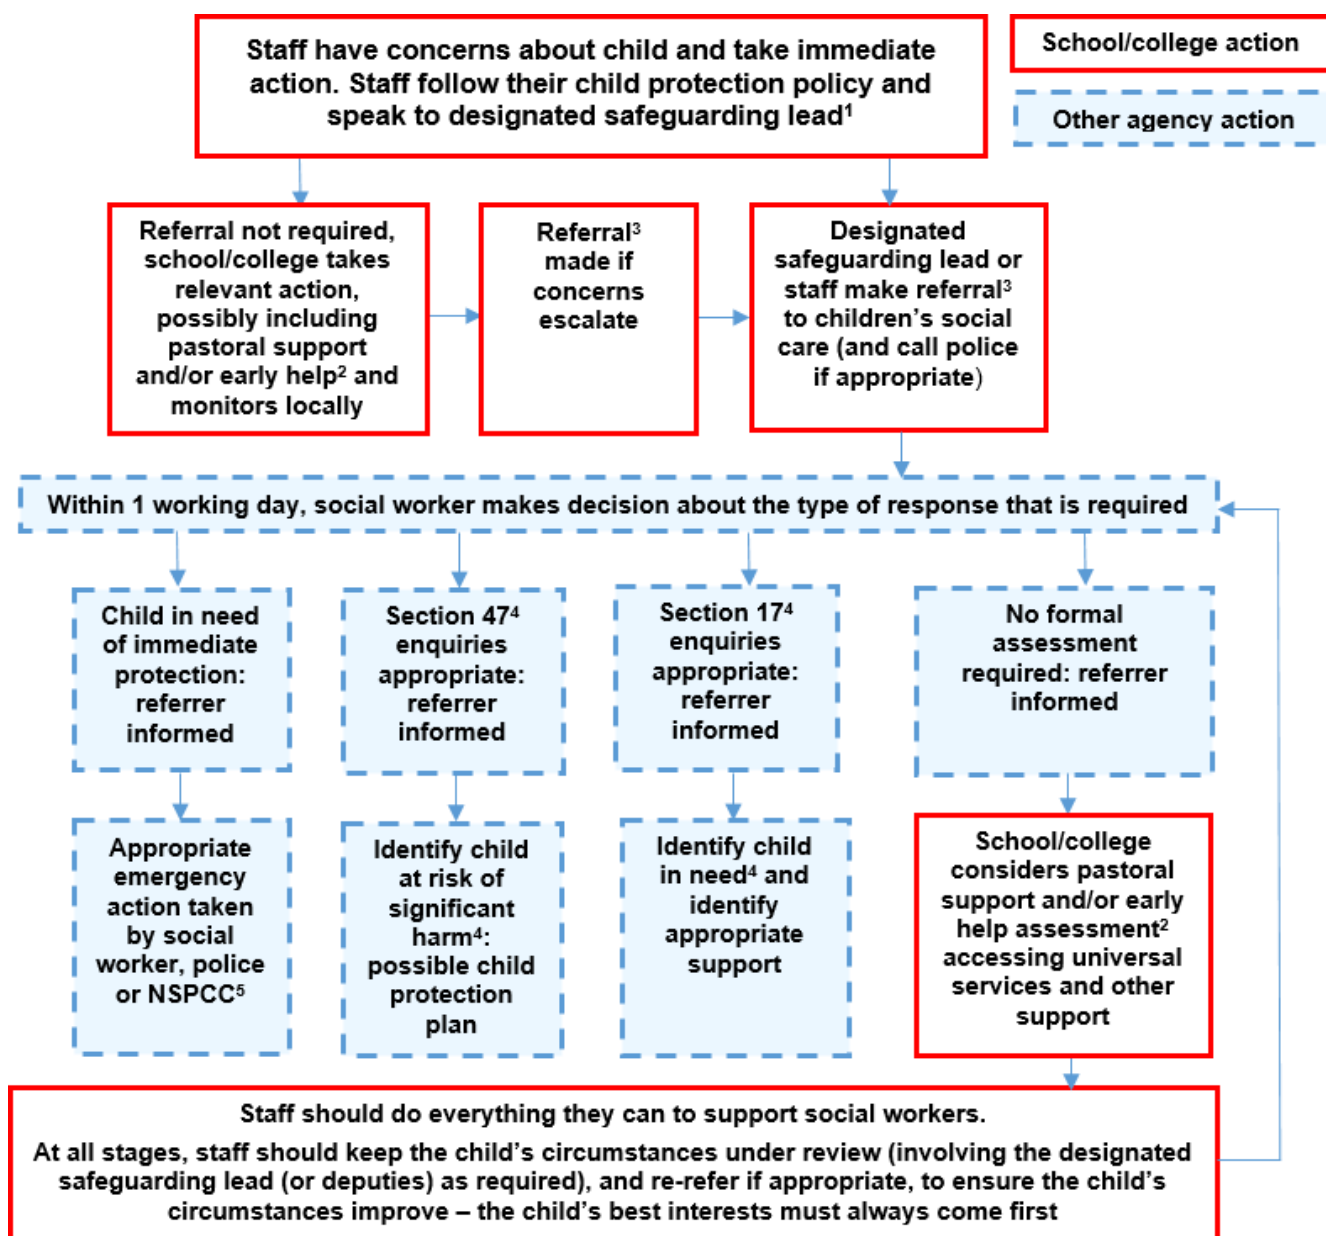 Staff have concerns about child and take immediate
action. Staff follow their child protection policy and
speak to designated safeguarding lead¹
School/college action
Other agency action
Referral not required,
school/college takes
relevant action,
possibly including
pastoral support
and/or early help² and
monitors locally
Referral³
made if
concerns
escalate
Designated
safeguarding lead or
staff make referral³
to children’s social
care (and call police
if appropriate)
Within 1 working day, social worker makes decision about the type of response that is required
Child in need
of immediate
protection:
referrer
informed
Section 47⁴
enquiries
appropriate:
referrer
informed
Section 17⁴
enquiries
appropriate:
referrer
informed
No formal
assessment
required: referrer
informed
Appropriate
emergency
action taken
by social
worker, police
or NSPCC⁵
Identify child
at risk of
significant
harm⁴:
possible child
protection
plan
Identify child
in need⁴ and
identify
appropriate
support
School/college
considers pastoral
support and/or early
help assessment²
accessing universal
services and other
support
Staff should do everything they can to support social workers.
At all stages, staff should keep the child’s circumstances under review (involving the designated
safeguarding lead (or deputies) as required), and re-refer if appropriate, to ensure the child’s
circumstances improve – the child’s best interests must always come first